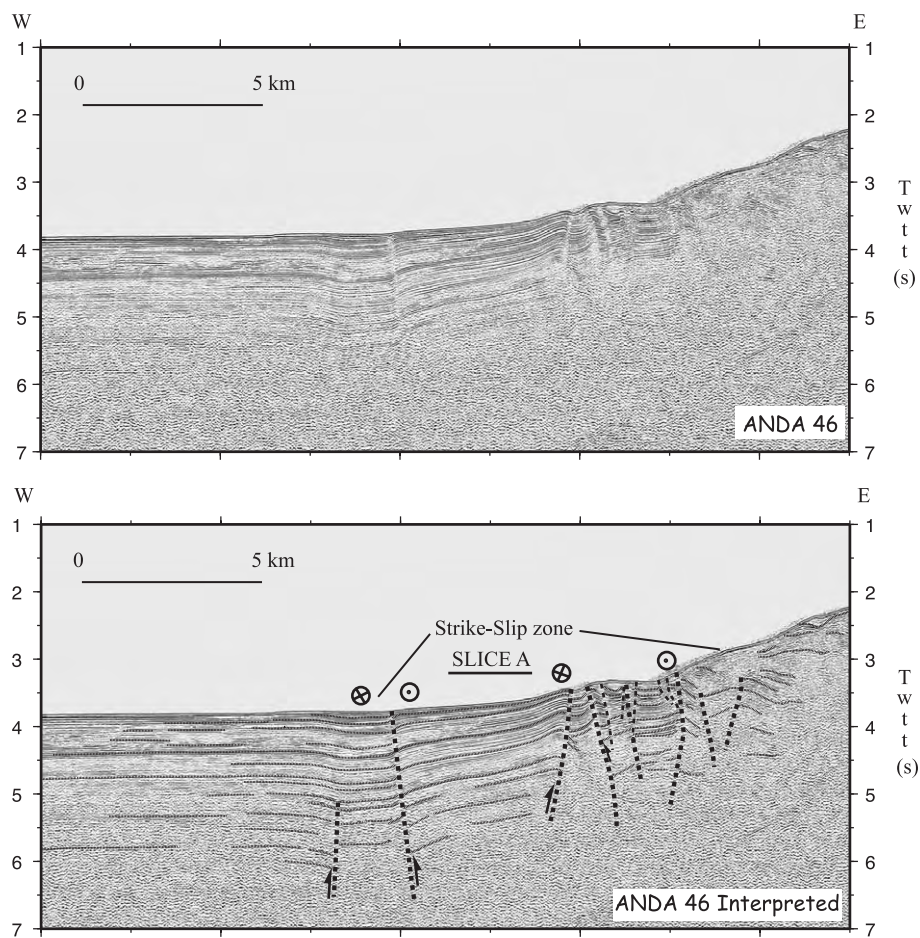 W E
1 1
0 5 km
2 2
3 3
4 4
5 5
6 6
7 7
T
w
t
t
(s)
ANDA 46
W E
1 1
0 5 km
2 2
Strike-Slip zone
3 3
SLICE A
4 4
5 5
6 6
7 7
T
w
t
t
(s)
ANDA 46 Interpreted